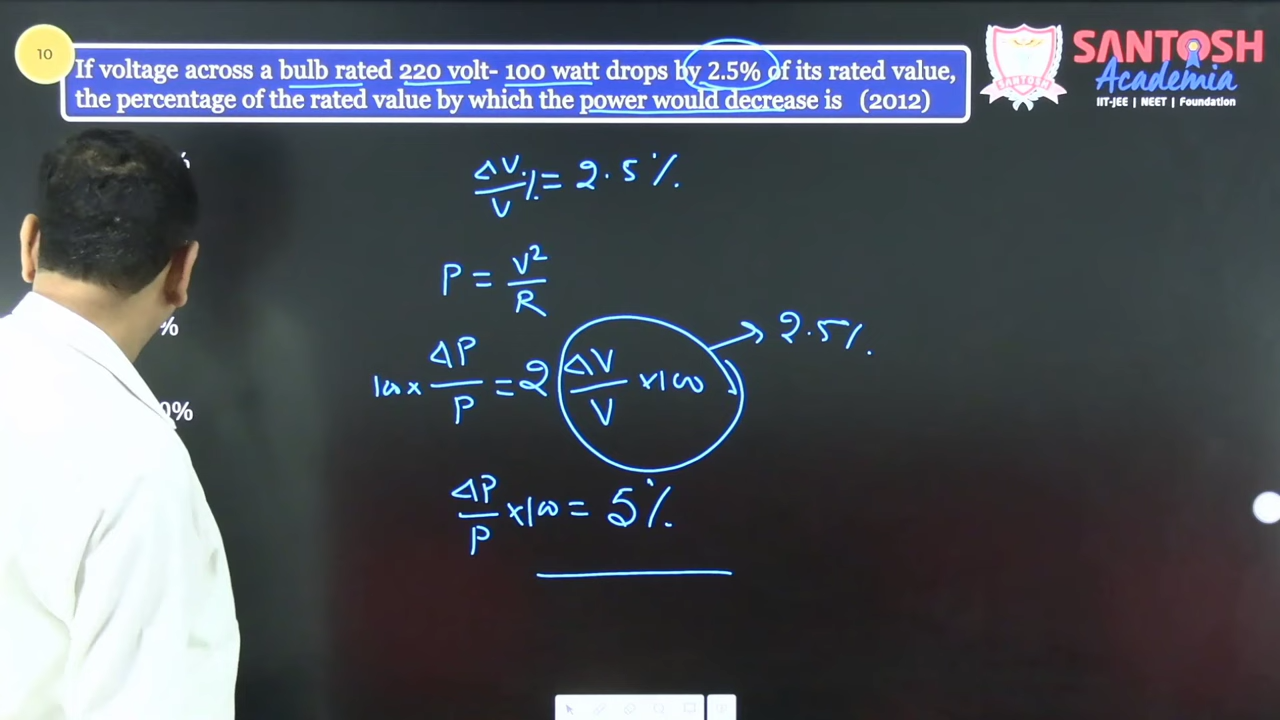 10
If voltage across a bulb rated 220 volt- 100 watt drops by 2.5% of its rated value,
the percentage of the rated value by which the power would decrease is (2012)
SANTOSH
Academia
IIT-JEE | NEET | Foundation
SANTOSH
%
%
0%
ΔV/V % = 2.5%
P = V²/R
100 × ΔP/P = 2 ΔV/V × 100 → 2.5%
ΔP/P × 100 = 5%